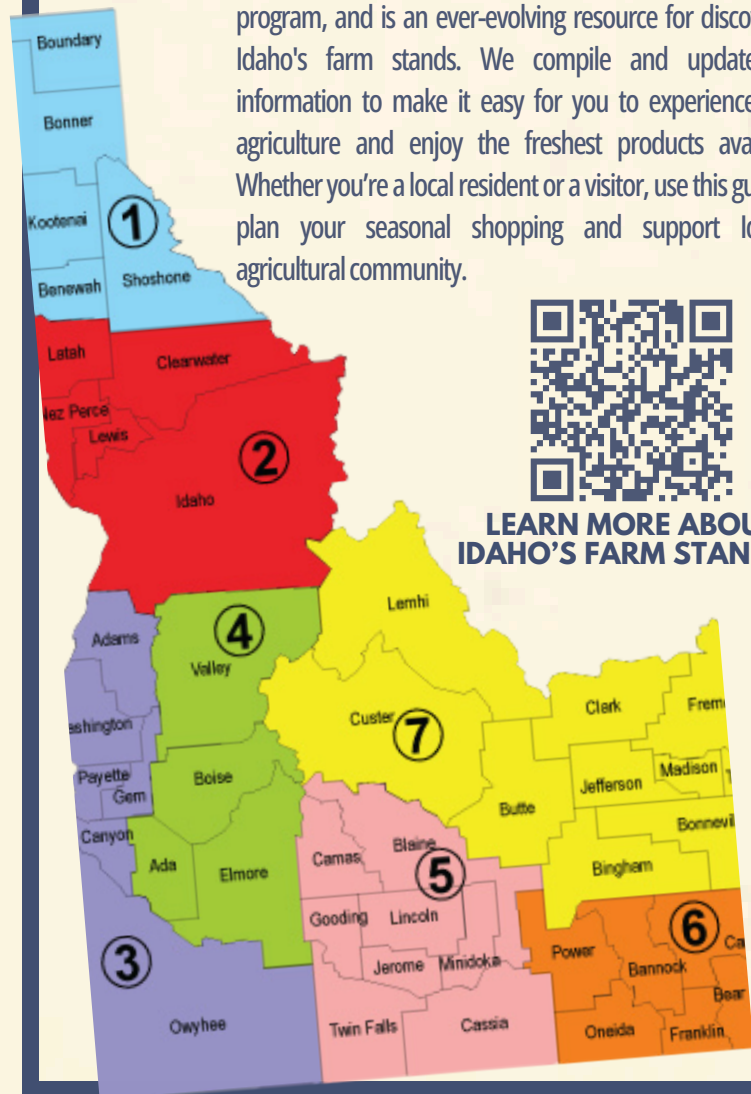 program, and is an ever-evolving resource for disco
Idaho's farm stands. We compile and update
information to make it easy for you to experience
agriculture and enjoy the freshest products ava
Whether you're a local resident or a visitor, use this gu
plan your seasonal shopping and support Id
agricultural community.
LEARN MORE ABOU
IDAHO'S FARM STAN
Boundary
Bonner
Kootenai
1
Benewah
Shoshone
Latah
Clearwater
Nez Perce
Lewis
2
Idaho
Lemhi
Adams
4
Valley
ashington
Custer
7
Clark
Frem
Payette
Gem
Boise
Jefferson
Madison
Butte
Canyon
Bonnevil
Ada
Elmore
Camas
Blaine
5
Bingham
Gooding
Lincoln
6
Ca
3
Jerome
Minidoka
Power
Bannock
Bear
Owyhee
Twin Falls
Cassia
Oneida
Franklin